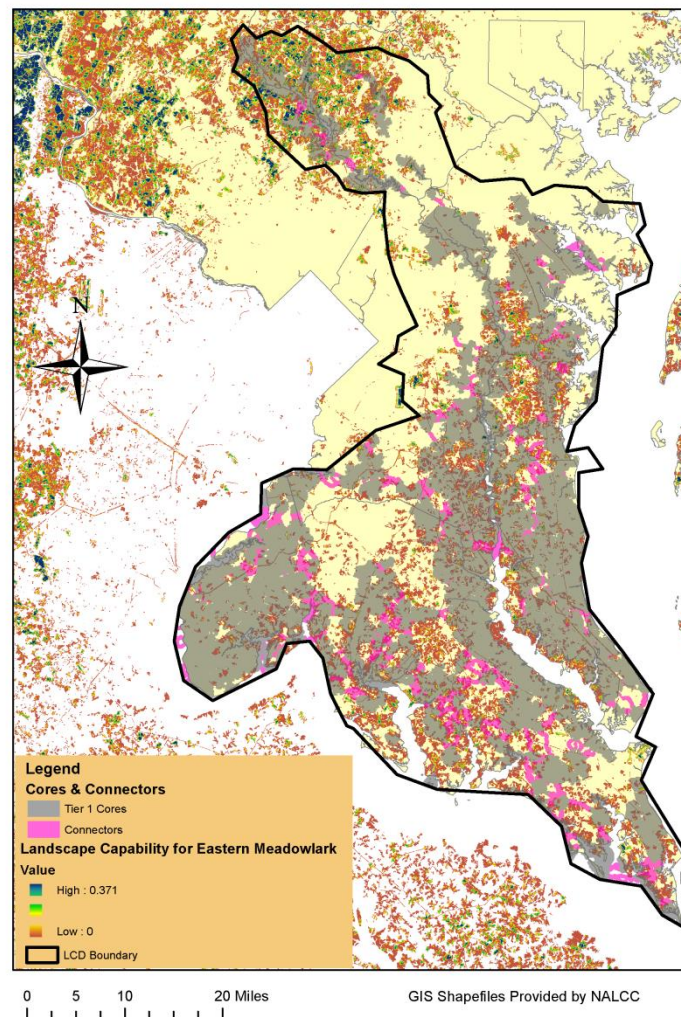 N
Legend
Cores & Connectors
Tier 1 Cores
Connectors
Landscape Capability for Eastern Meadowlark
Value
High : 0.371
Low : 0
LCD Boundary
0 5 10 20 Miles
GIS Shapefiles Provided by NALCC